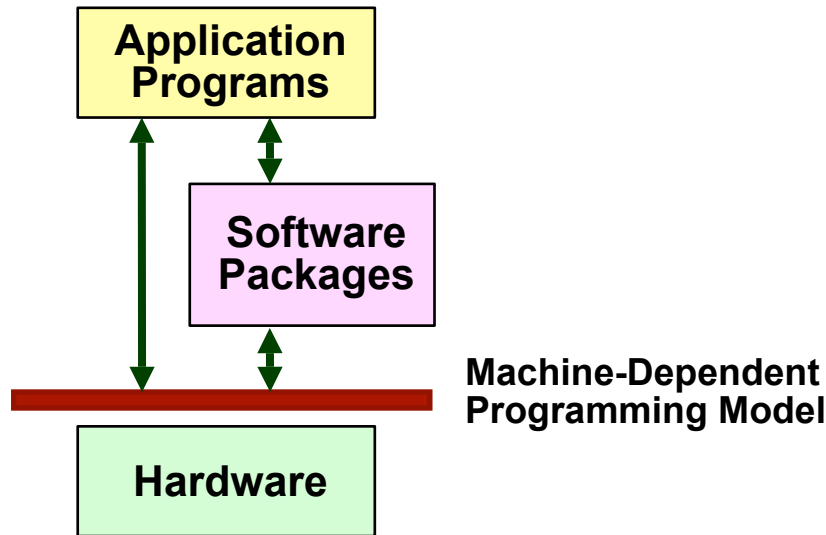 Application
Programs
Software
Packages
Machine-Dependent
Programming Model
Hardware